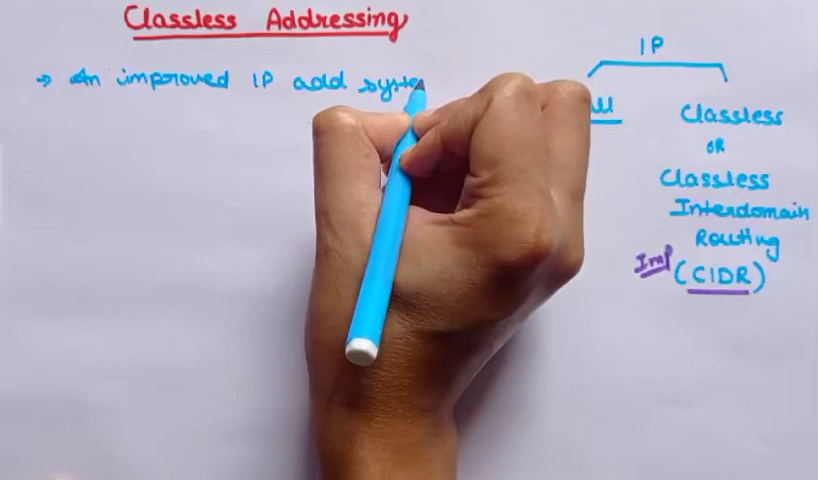 Classless Addressing
→ An improved IP add syste
IP
Classless
OR
Classless
Interdomain
Routing
Imp (CIDR)